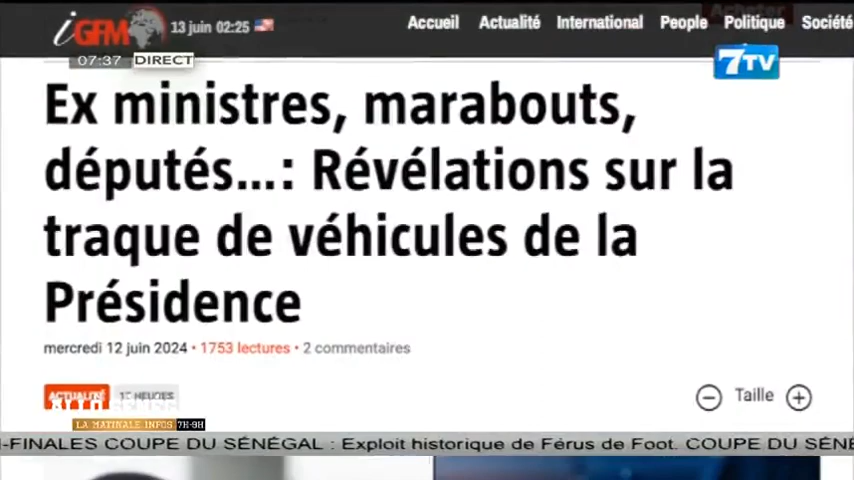 iGFM 13 juin 02:25
Accueil Actualité International People Politique Société
Acheter
07:37 DIRECT
7TV
Ex ministres, marabouts,
députés...: Révélations sur la
traque de véhicules de la
Présidence
mercredi 12 juin 2024 • 1753 lectures • 2 commentaires
ACTUALITÉ
Taille
LA MATINALE INFOS 7H-9H
I-FINALES COUPE DU SÉNÉGAL : Exploit historique de Férus de Foot. COUPE DU SÉNÉ